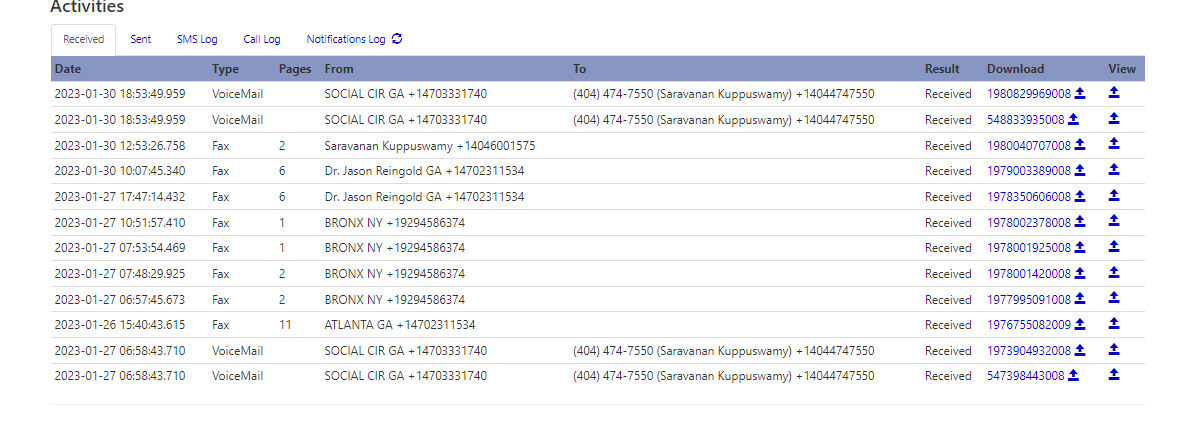 Activities
Received Sent SMS Log Call Log Notifications Log
Date Type Pages From To Result Download View
2023-01-30 18:53:49.959 VoiceMail SOCIAL CIR GA +14703331740 (404) 474-7550 (Saravanan Kuppuswamy) +14044747550 Received 1980829969008
2023-01-30 18:53:49.959 VoiceMail SOCIAL CIR GA +14703331740 (404) 474-7550 (Saravanan Kuppuswamy) +14044747550 Received 548833935008
2023-01-30 12:53:26.758 Fax 2 Saravanan Kuppuswamy +14046001575 Received 1980040707008
2023-01-30 10:07:45.340 Fax 6 Dr. Jason Reingold GA +14702311534 Received 1979003389008
2023-01-27 17:47:14.432 Fax 6 Dr. Jason Reingold GA +14702311534 Received 1978350606008
2023-01-27 10:51:57.410 Fax 1 BRONX NY +19294586374 Received 1978002378008
2023-01-27 07:53:54.469 Fax 1 BRONX NY +19294586374 Received 1978001925008
2023-01-27 07:48:29.925 Fax 2 BRONX NY +19294586374 Received 1978001420008
2023-01-27 06:57:45.673 Fax 2 BRONX NY +19294586374 Received 1977995091008
2023-01-26 15:40:43.615 Fax 11 ATLANTA GA +14702311534 Received 1976755082009
2023-01-27 06:58:43.710 VoiceMail SOCIAL CIR GA +14703331740 (404) 474-7550 (Saravanan Kuppuswamy) +14044747550 Received 1973904932008
2023-01-27 06:58:43.710 VoiceMail SOCIAL CIR GA +14703331740 (404) 474-7550 (Saravanan Kuppuswamy) +14044747550 Received 547398443008